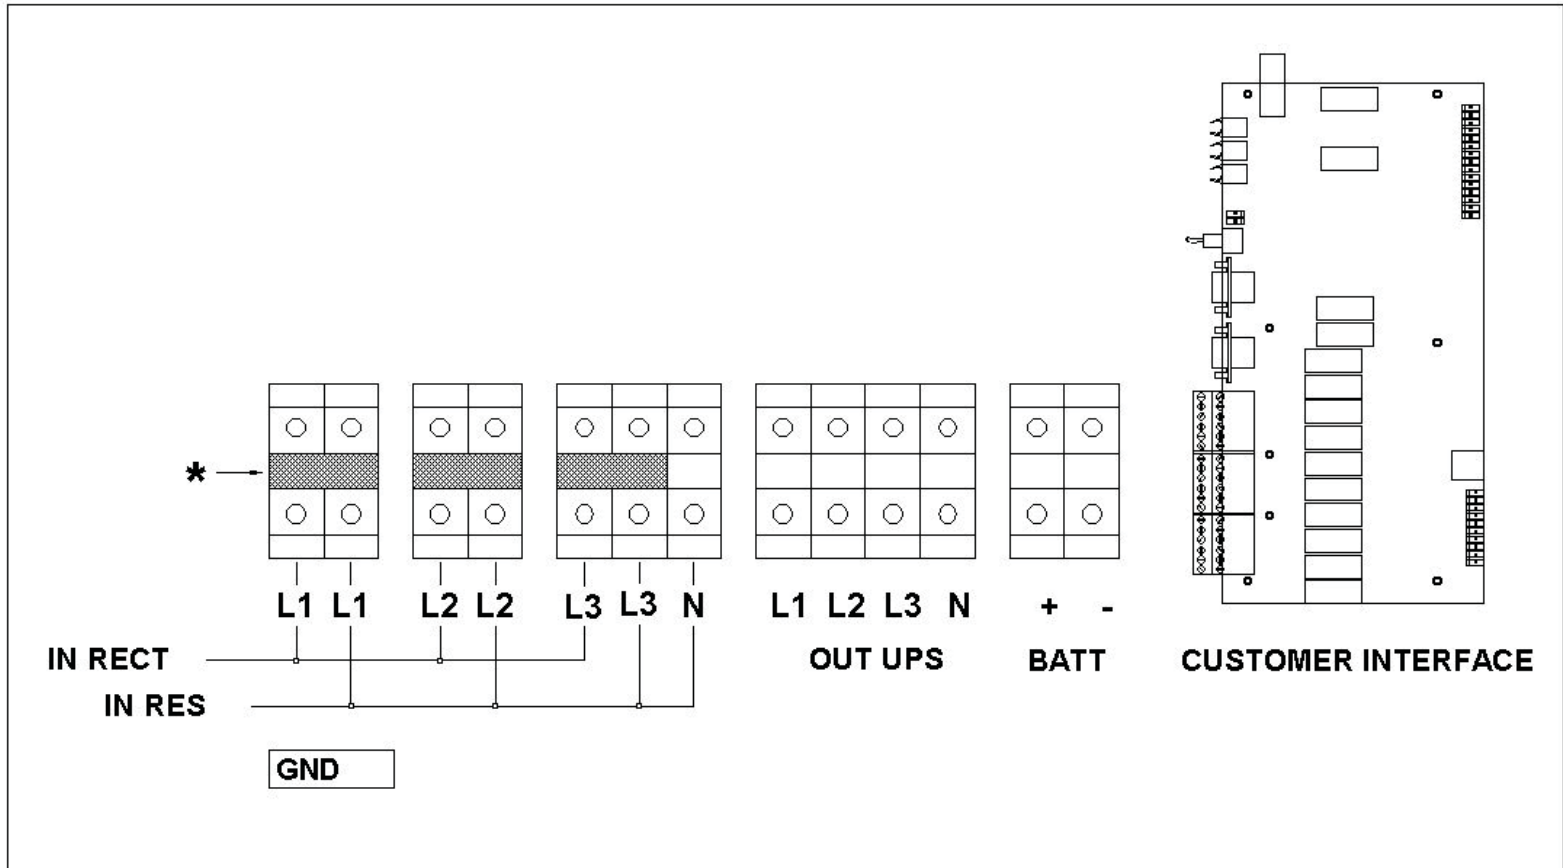 *
L1 L1 L2 L2 L3 L3 N L1 L2 L3 N + -
IN RECT OUT UPS BATT CUSTOMER INTERFACE
IN RES
GND